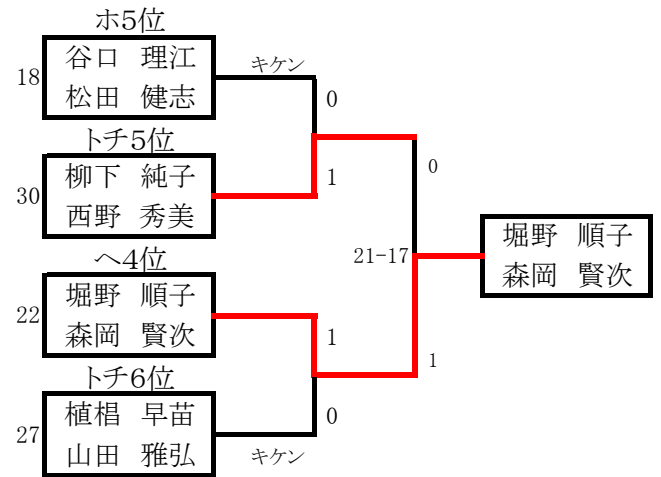 ホ5位
18
谷口 理江
松田 健志
キケン
0
トチ5位
30
柳下 純子
西野 秀美
1
0
21-17
堀野 順子
森岡 賢次
ヘ4位
22
堀野 順子
森岡 賢次
1
1
トチ6位
27
植椙 早苗
山田 雅弘
0
キケン